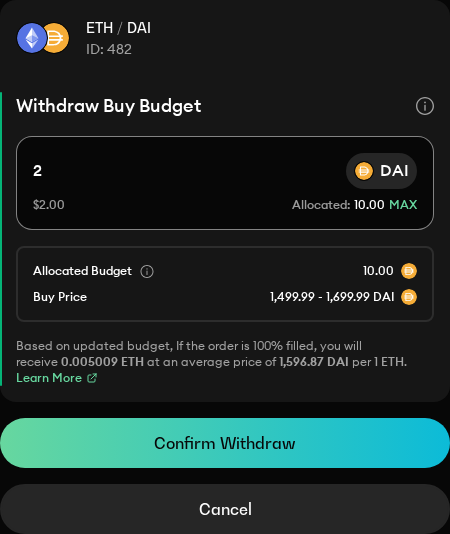 ETH / DAI
ID: 482
Withdraw Buy Budget
2 DAI
$2.00 Allocated: 10.00 MAX
Allocated Budget 10.00
Buy Price 1,499.99 - 1,699.99 DAI
Based on updated budget, If the order is 100% filled, you will
receive 0.005009 ETH at an average price of 1,596.87 DAI per 1 ETH.
Learn More
Confirm Withdraw
Cancel